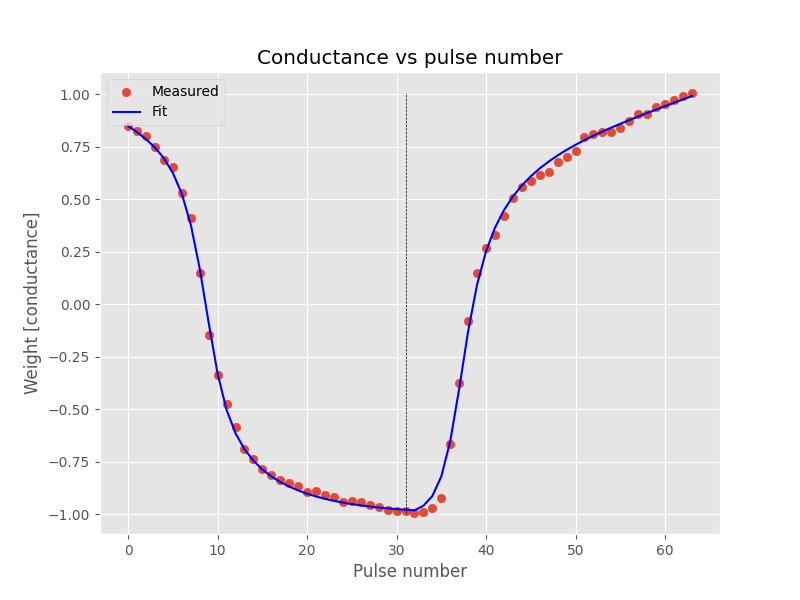 Conductance vs pulse number
Measured
Fit
1.00
0.75
0.50
0.25
0.00
−0.25
−0.50
−0.75
−1.00
Weight [conductance]
0 10 20 30 40 50 60
Pulse number